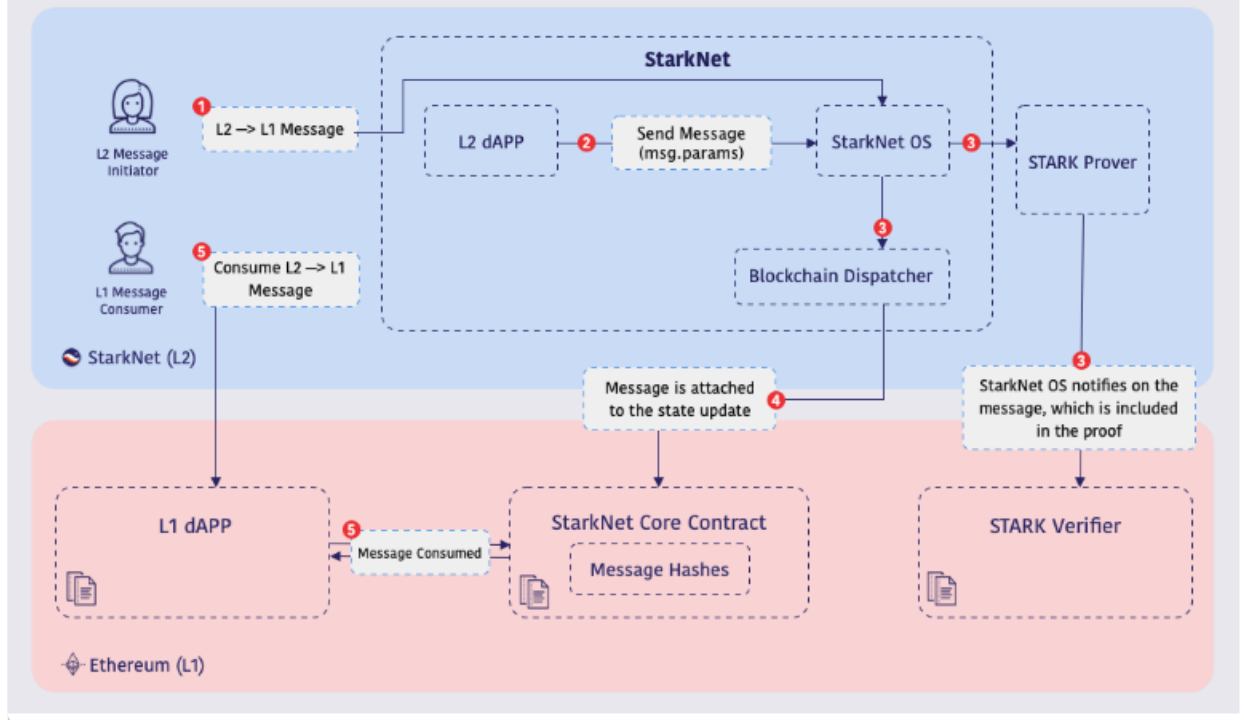 StarkNet
1
L2 —> L1 Message
L2 dAPP
2
Send Message
(msg.params)
StarkNet OS
3
STARK Prover
L2 Message
Initiator
3
5
Consume L2 —> L1
Message
Blockchain Dispatcher
L1 Message
Consumer
StarkNet (L2)
3
Message is attached
to the state update
4
StarkNet OS notifies on the
message, which is included
in the proof
L1 dAPP
5
Message Consumed
StarkNet Core Contract
Message Hashes
STARK Verifier
Ethereum (L1)